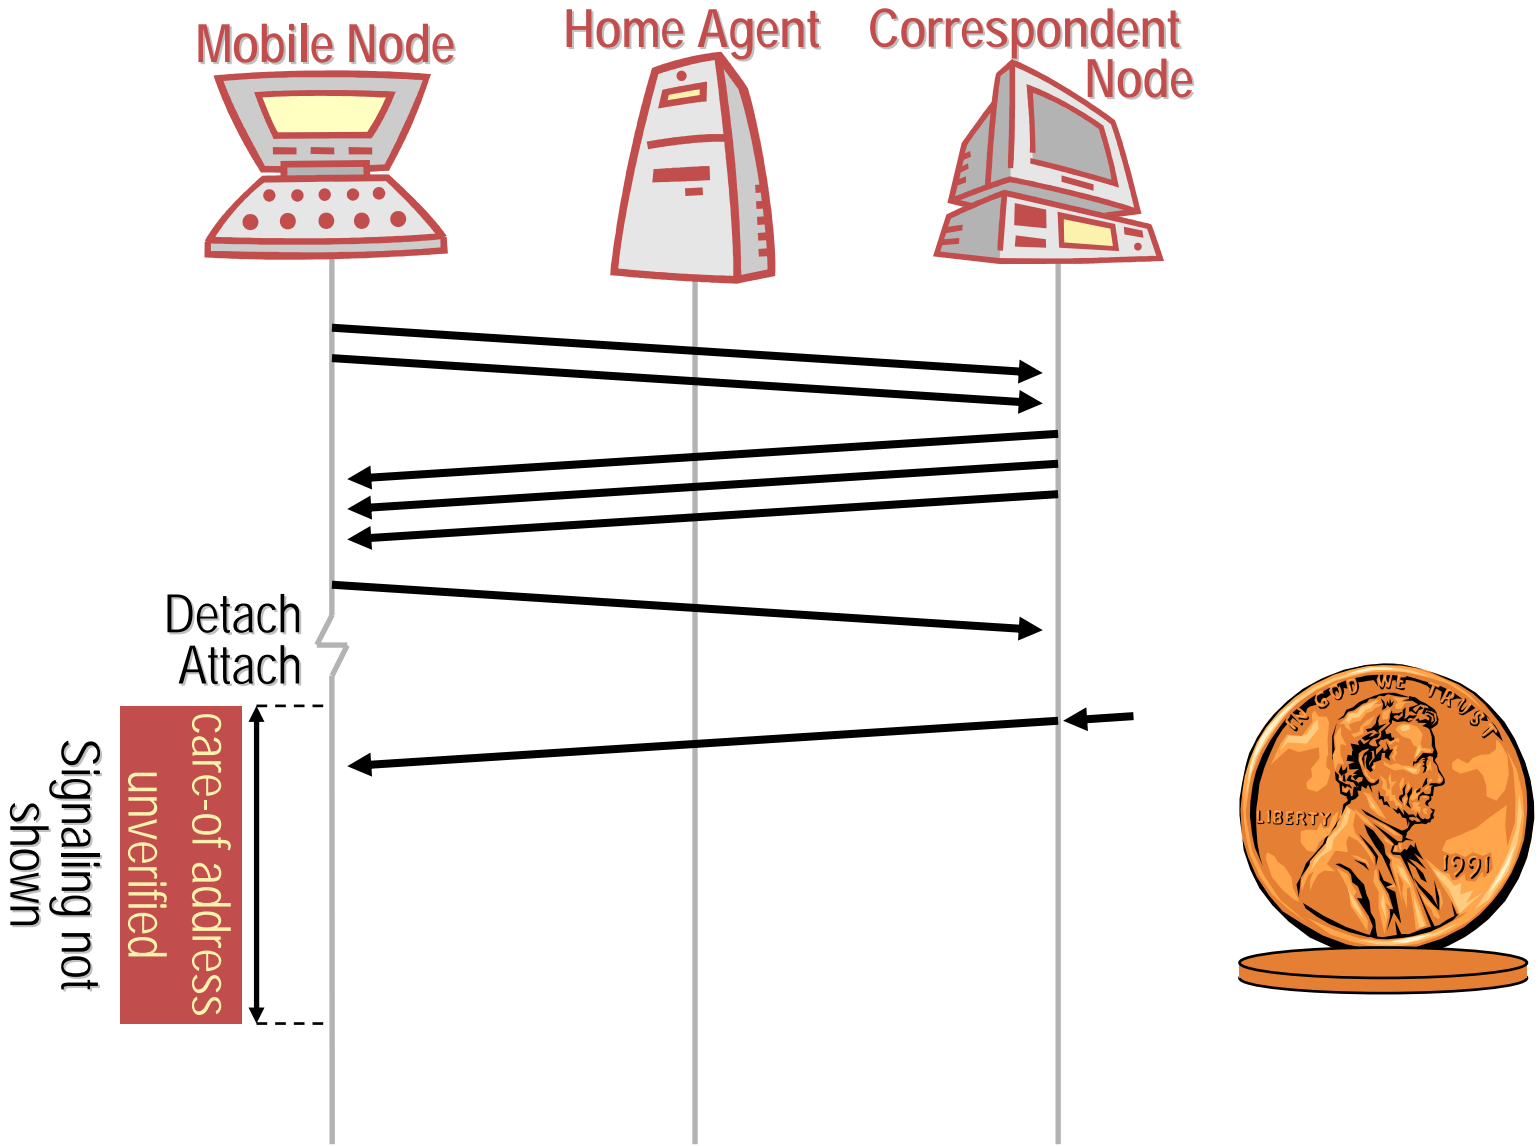 Mobile Node
Home Agent
Correspondent
Node
Detach
Attach
care-of address
unverified
Signaling not
shown
IN GOD WE TRUST
LIBERTY
1991